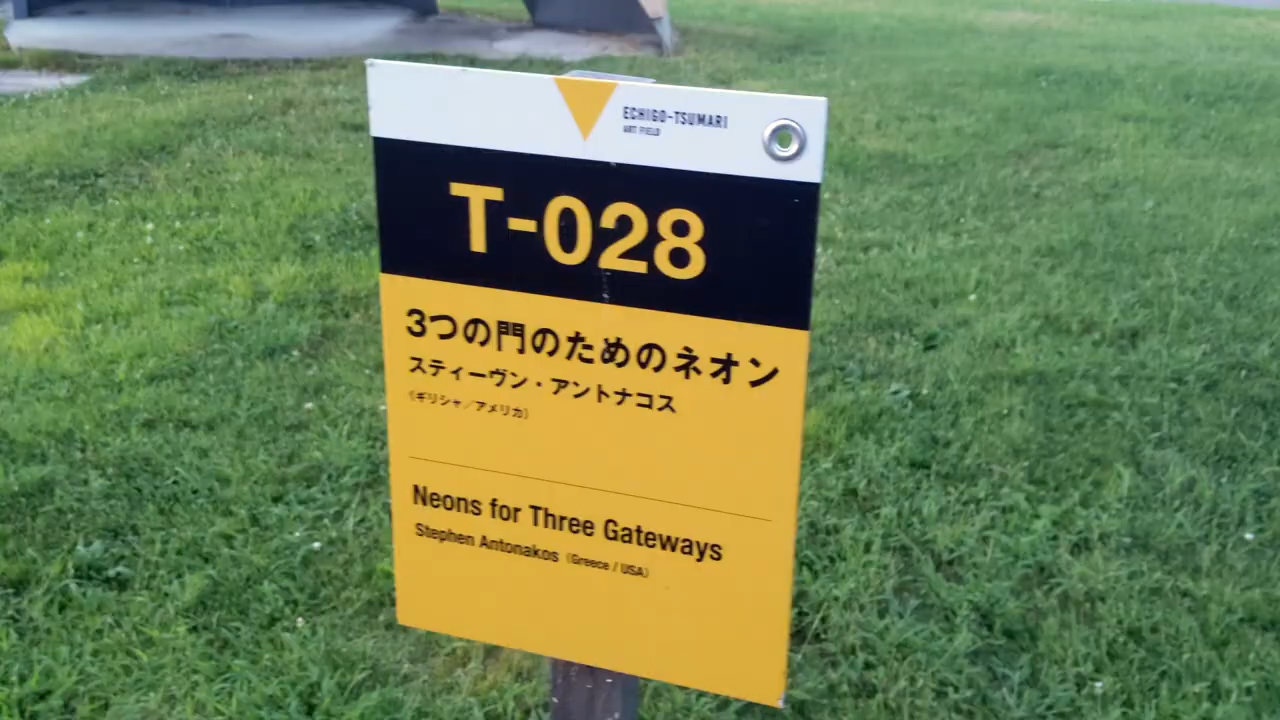 ECHIGO-TSUMARI
ART FIELD
T-028
3つの門のためのネオン
スティーヴン・アントナコス
（ギリシャ／アメリカ）
Neons for Three Gateways
Stephen Antonakos（Greece / USA）